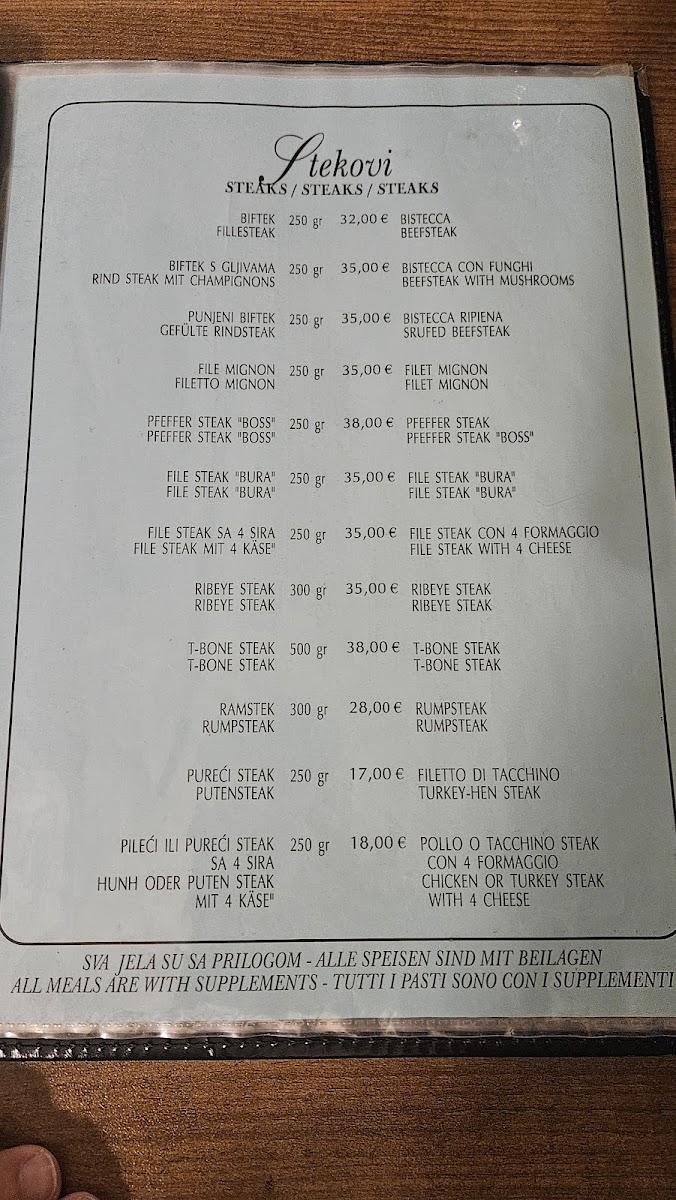 Stekovi
STEAKS / STEAKS / STEAKS
BIFTEK 250 gr 32,00 € BISTECCA
FILLESTEAK BEEFSTEAK
BIFTEK S GLJIVAMA 250 gr 35,00 € BISTECCA CON FUNGHI
RIND STEAK MIT CHAMPIGNONS BEEFSTEAK WITH MUSHROOMS
PUNJENI BIFTEK 250 gr 35,00 € BISTECCA RIPIENA
GEFÜLTE RINDSTEAK SRUFED BEEFSTEAK
FILE MIGNON 250 gr 35,00 € FILET MIGNON
FILETTO MIGNON FILET MIGNON
PFEFFER STEAK "BOSS" 250 gr 38,00 € PFEFFER STEAK
PFEFFER STEAK "BOSS" PFEFFER STEAK "BOSS"
FILE STEAK "BURA" 250 gr 35,00 € FILE STEAK "BURA"
FILE STEAK "BURA" FILE STEAK "BURA"
FILE STEAK SA 4 SIRA 250 gr 35,00 € FILE STEAK CON 4 FORMAGGIO
FILE STEAK MIT 4 KÄSE" FILE STEAK WITH 4 CHEESE
RIBEYE STEAK 300 gr 35,00 € RIBEYE STEAK
RIBEYE STEAK RIBEYE STEAK
T-BONE STEAK 500 gr 38,00 € T-BONE STEAK
T-BONE STEAK T-BONE STEAK
RAMSTEK 300 gr 28,00 € RUMPSTEAK
RUMPSTEAK RUMPSTEAK
PUREĆI STEAK 250 gr 17,00 € FILETTO DI TACCHINO
PUTENSTEAK TURKEY-HEN STEAK
PILEĆI ILI PUREĆI STEAK 250 gr 18,00 € POLLO O TACCHINO STEAK
SA 4 SIRA CON 4 FORMAGGIO
HUNH ODER PUTEN STEAK CHICKEN OR TURKEY STEAK
MIT 4 KÄSE" WITH 4 CHEESE
SVA JELA SU SA PRILOGOM - ALLE SPEISEN SIND MIT BEILAGEN
ALL MEALS ARE WITH SUPPLEMENTS - TUTTI I PASTI SONO CON I SUPPLEMENTI